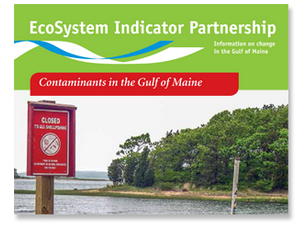 EcoSystem Indicator Partnership
Information on change
in the Gulf of Maine
Contaminants in the Gulf of Maine
CLOSED
TO ALL SHELLFISHING